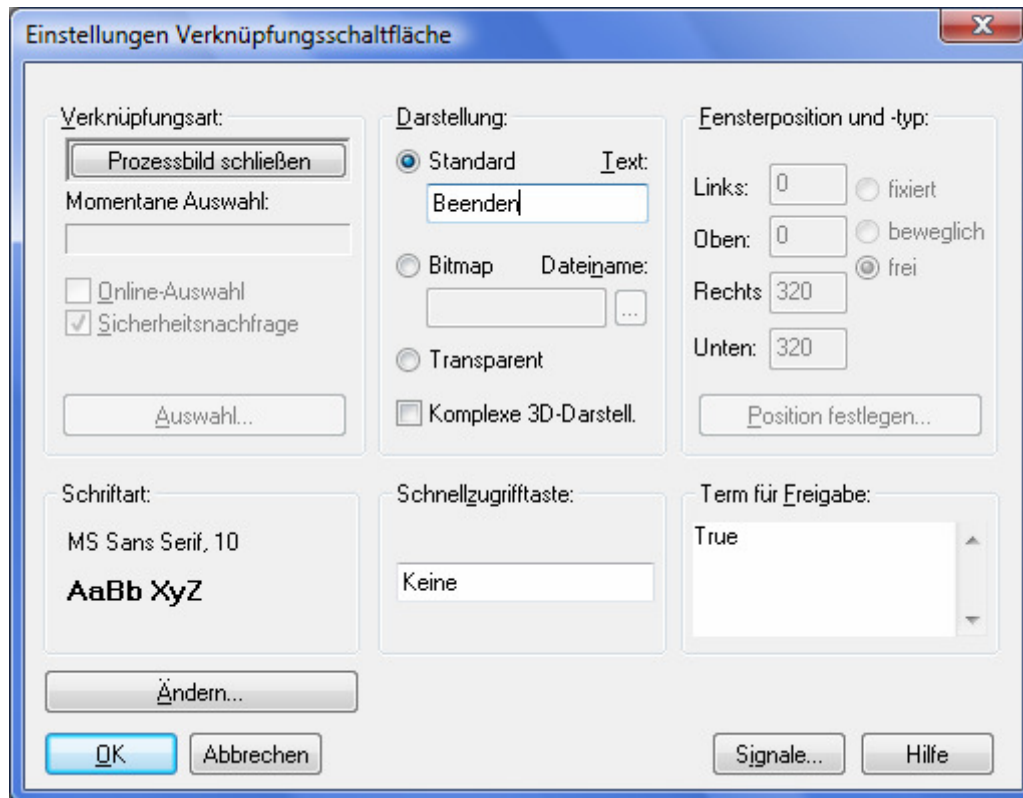 Einstellungen Verknüpfungsschaltfläche
X
Verknüpfungsart:
Prozessbild schließen
Momentane Auswahl:
Online-Auswahl
Sicherheitsnachfrage
Auswahl...
Darstellung:
Standard Text:
Beenden
Bitmap Dateiname:
...
Transparent
Komplexe 3D-Darstell.
Fensterposition und -typ:
Links: 0 fixiert
Oben: 0 beweglich
frei
Rechts 320
Unten: 320
Position festlegen...
Schriftart:
MS Sans Serif, 10
AaBb XyZ
Schnellzugrifftaste:
Keine
Term für Freigabe:
True
Ändern...
OK Abbrechen Signale... Hilfe